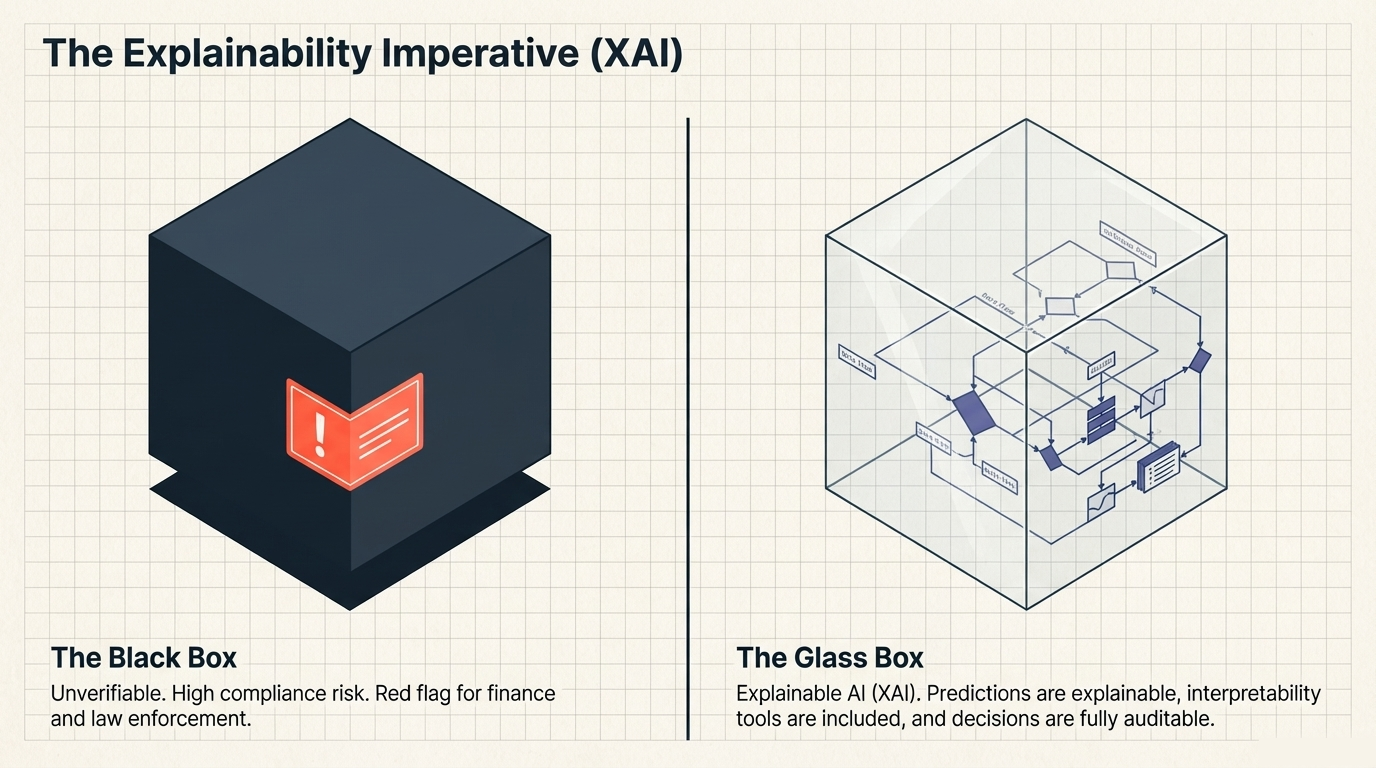 The Explainability Imperative (XAI)
The Black Box
Unverifiable. High compliance risk. Red flag for finance
and law enforcement.
The Glass Box
Explainable AI (XAI). Predictions are explainable, interpretability
tools are included, and decisions are fully auditable.